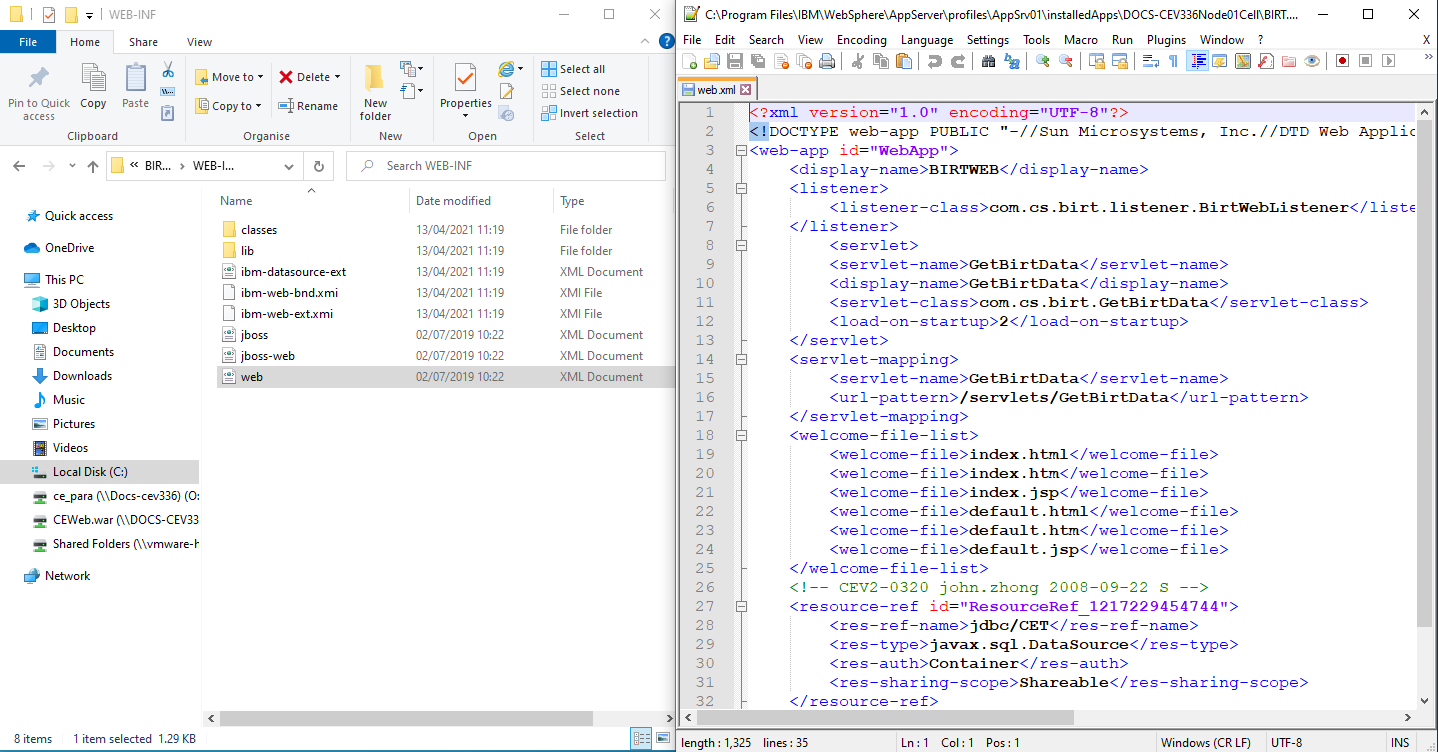 WEB-INF
File Home Share View
Pin to Quick access
Copy
Paste
Clipboard
Move to
Copy to
Delete
Rename
Organise
New folder
New
Properties
Open
Select all
Select none
Invert selection
Select
« BIR... › WEB-I...
Search WEB-INF
Quick access
OneDrive
This PC
3D Objects
Desktop
Documents
Downloads
Music
Pictures
Videos
Local Disk (C:)
ce_para (\\Docs-cev336) (O:
CEWeb.war (\\DOCS-CEV33
Shared Folders (\\vmware-h
Network
Name Date modified Type
classes 13/04/2021 11:19 File folder
lib 13/04/2021 11:19 File folder
ibm-datasource-ext 13/04/2021 11:19 XML Document
ibm-web-bnd.xmi 13/04/2021 11:19 XMI File
ibm-web-ext.xmi 13/04/2021 11:19 XMI File
jboss 02/07/2019 10:22 XML Document
jboss-web 02/07/2019 10:22 XML Document
web 02/07/2019 10:22 XML Document
8 items 1 item selected 1.29 KB
C:\Program Files\IBM\WebSphere\AppServer\profiles\AppSrv01\installedApps\DOCS-CEV336Node01Cell\BIRT....
File Edit Search View Encoding Language Settings Tools Macro Run Plugins Window ? X
web.xml
1 <?xml version="1.0" encoding="UTF-8"?>
2 <!DOCTYPE web-app PUBLIC "-//Sun Microsystems, Inc.//DTD Web Applic
3 <web-app id="WebApp">
4 <display-name>BIRTWEB</display-name>
5 <listener>
6 <listener-class>com.cs.birt.listener.BirtWebListener</liste
7 </listener>
8 <servlet>
9 <servlet-name>GetBirtData</servlet-name>
10 <display-name>GetBirtData</display-name>
11 <servlet-class>com.cs.birt.GetBirtData</servlet-class>
12 <load-on-startup>2</load-on-startup>
13 </servlet>
14 <servlet-mapping>
15 <servlet-name>GetBirtData</servlet-name>
16 <url-pattern>/servlets/GetBirtData</url-pattern>
17 </servlet-mapping>
18 <welcome-file-list>
19 <welcome-file>index.html</welcome-file>
20 <welcome-file>index.htm</welcome-file>
21 <welcome-file>index.jsp</welcome-file>
22 <welcome-file>default.html</welcome-file>
23 <welcome-file>default.htm</welcome-file>
24 <welcome-file>default.jsp</welcome-file>
25 </welcome-file-list>
26 <!-- CEV2-0320 john.zhong 2008-09-22 S -->
27 <resource-ref id="ResourceRef_1217229454744">
28 <res-ref-name>jdbc/CET</res-ref-name>
29 <res-type>javax.sql.DataSource</res-type>
30 <res-auth>Container</res-auth>
31 <res-sharing-scope>Shareable</res-sharing-scope>
32 </resource-ref>
length : 1,325 lines : 35 Ln : 1 Col : 1 Pos : 1 Windows (CR LF) UTF-8 INS